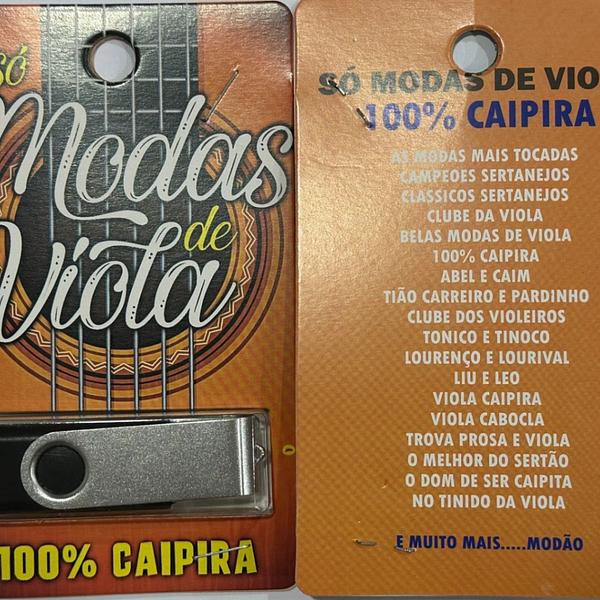 só
Modas
de
Viola
100% CAIPIRA
SÓ MODAS DE VIO
100% CAIPIRA
AS MODAS MAIS TOCADAS
CAMPEOES SERTANEJOS
CLASSICOS SERTANEJOS
CLUBE DA VIOLA
BELAS MODAS DE VIOLA
100% CAIPIRA
ABEL E CAIM
TIÃO CARREIRO E PARDINHO
CLUBE DOS VIOLEIROS
TONICO E TINOCO
LOURENÇO E LOURIVAL
LIU E LEO
VIOLA CAIPIRA
VIOLA CABOCLA
TROVA PROSA E VIOLA
O MELHOR DO SERTÃO
O DOM DE SER CAIPITA
NO TINIDO DA VIOLA
E MUITO MAIS.....MODÃO